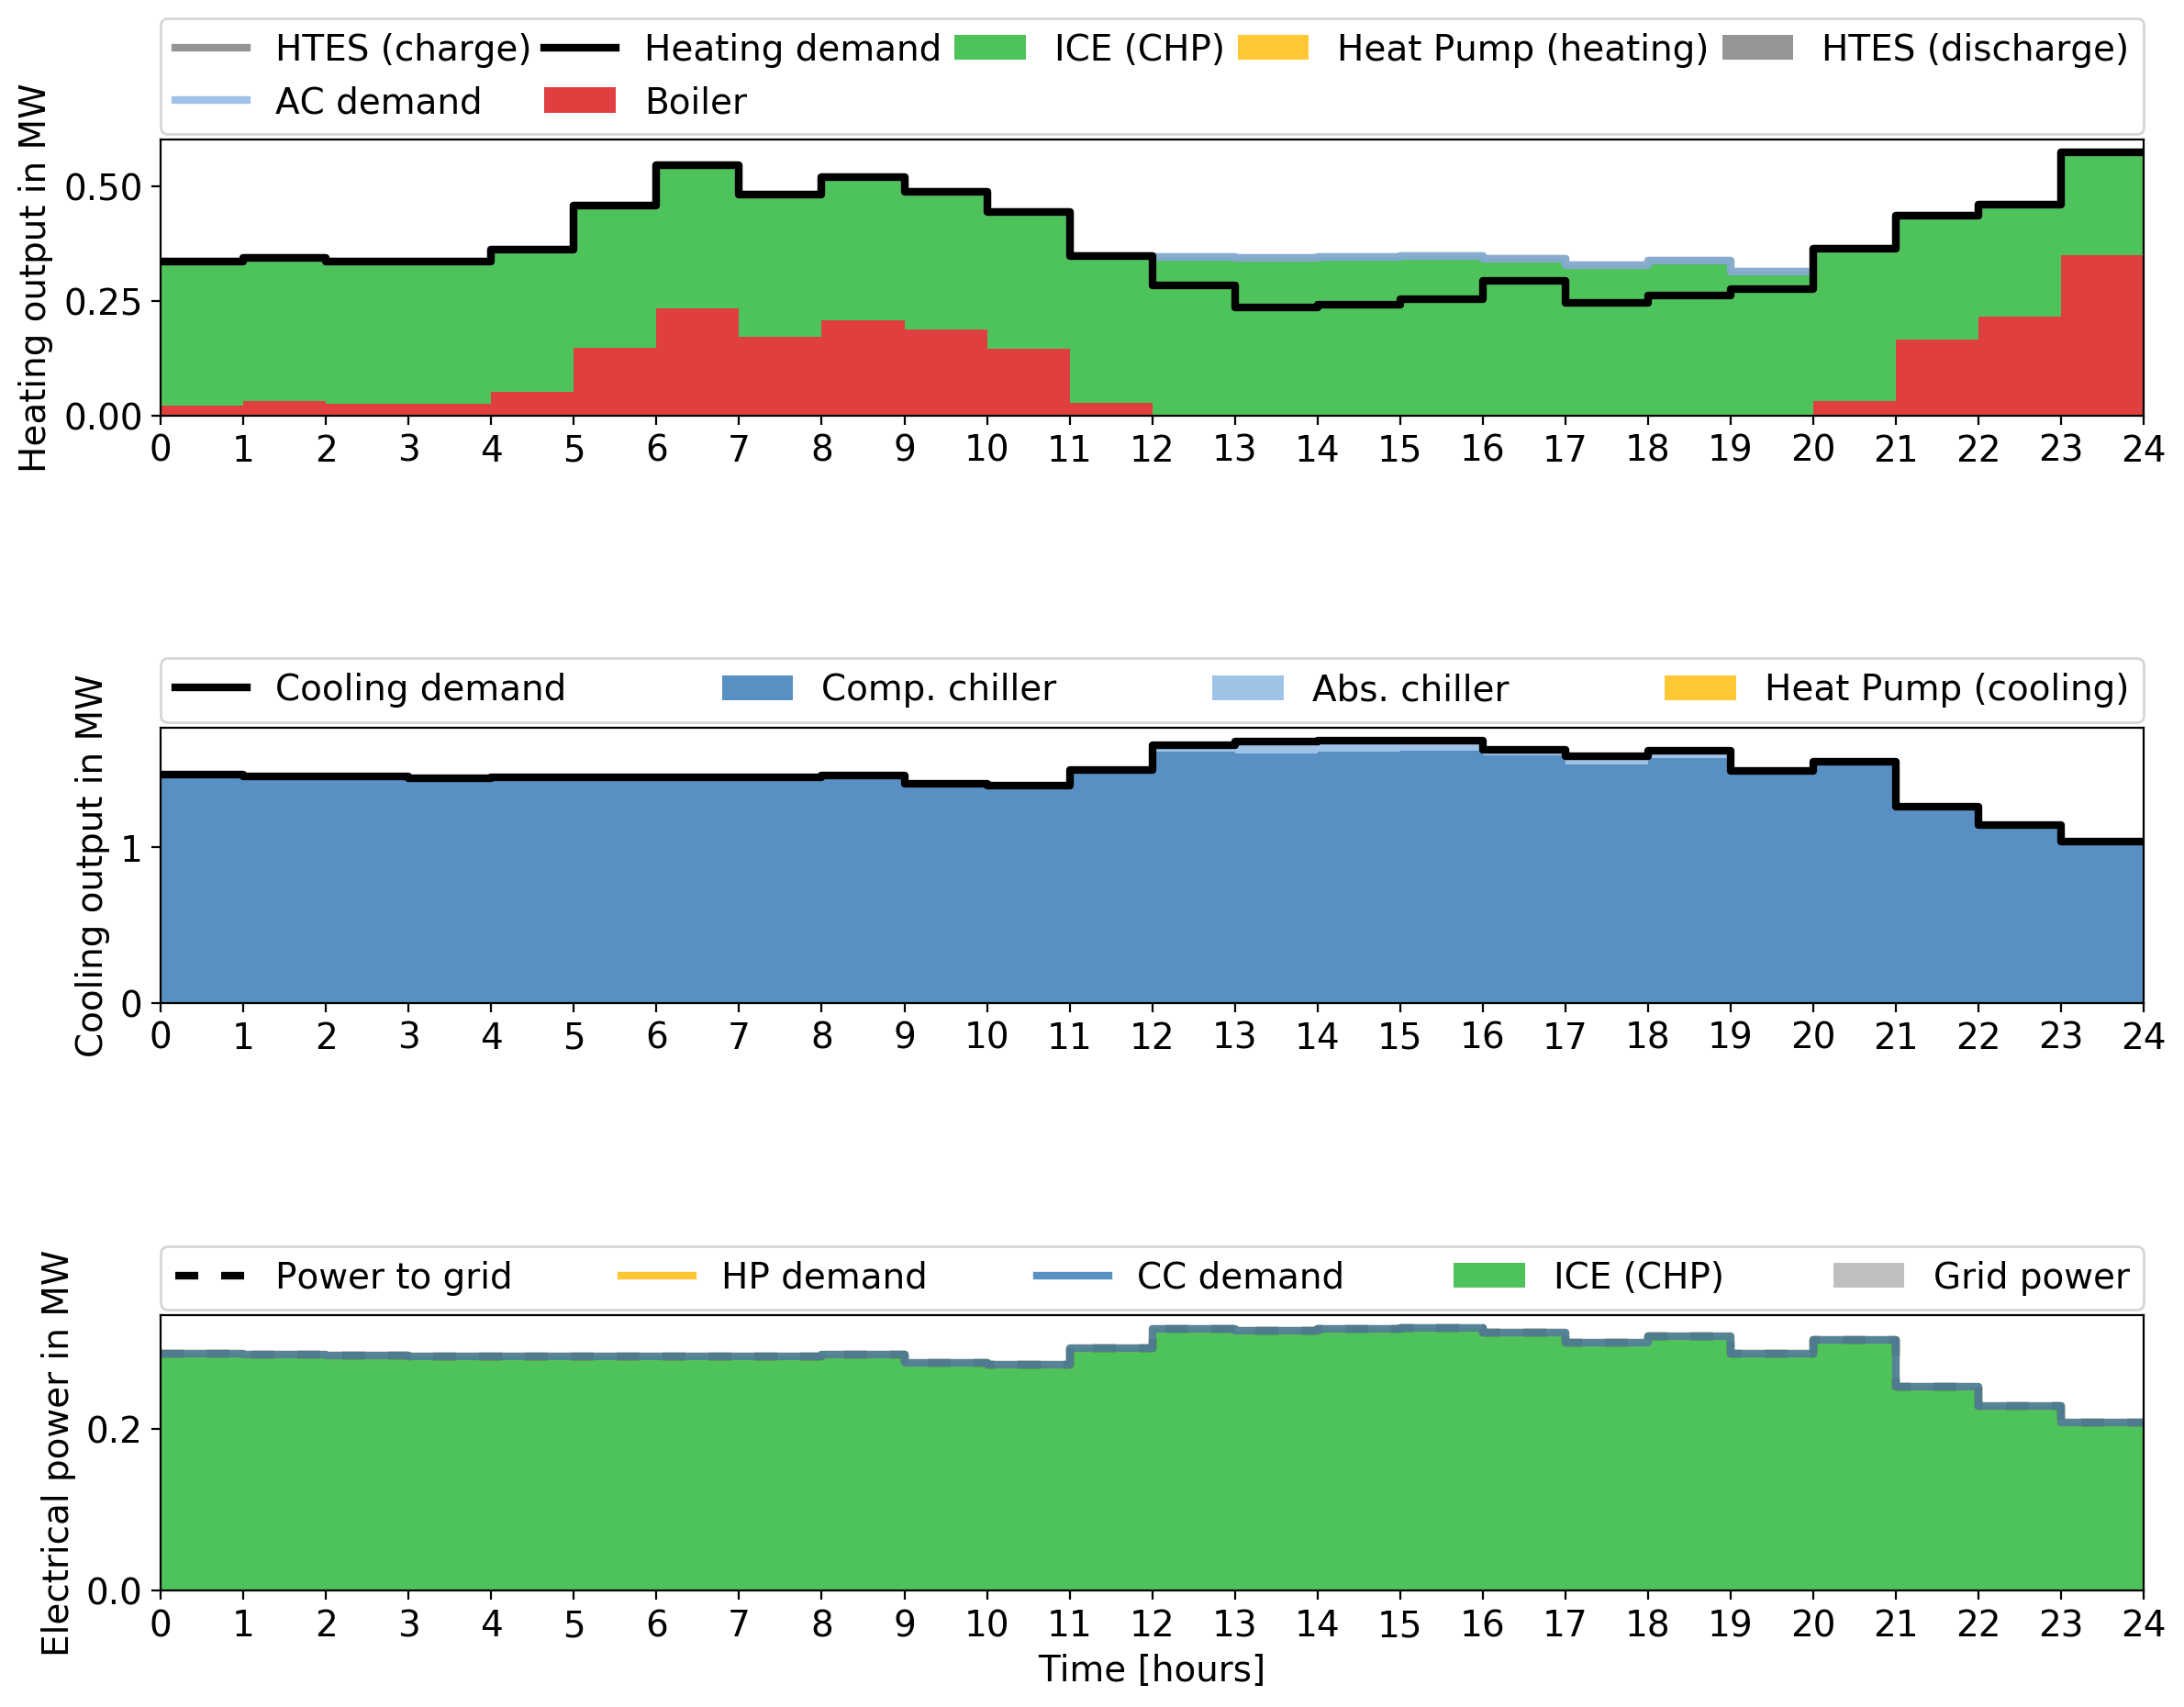 HTES (charge) Heating demand ICE (CHP) Heat Pump (heating) HTES (discharge)
AC demand Boiler
Heating output in MW
0.50
0.25
0.00
0 1 2 3 4 5 6 7 8 9 10 11 12 13 14 15 16 17 18 19 20 21 22 23 24
Cooling demand Comp. chiller Abs. chiller Heat Pump (cooling)
Cooling output in MW
1
0
0 1 2 3 4 5 6 7 8 9 10 11 12 13 14 15 16 17 18 19 20 21 22 23 24
Power to grid HP demand CC demand ICE (CHP) Grid power
Electrical power in MW
0.2
0.0
0 1 2 3 4 5 6 7 8 9 10 11 12 13 14 15 16 17 18 19 20 21 22 23 24
Time [hours]